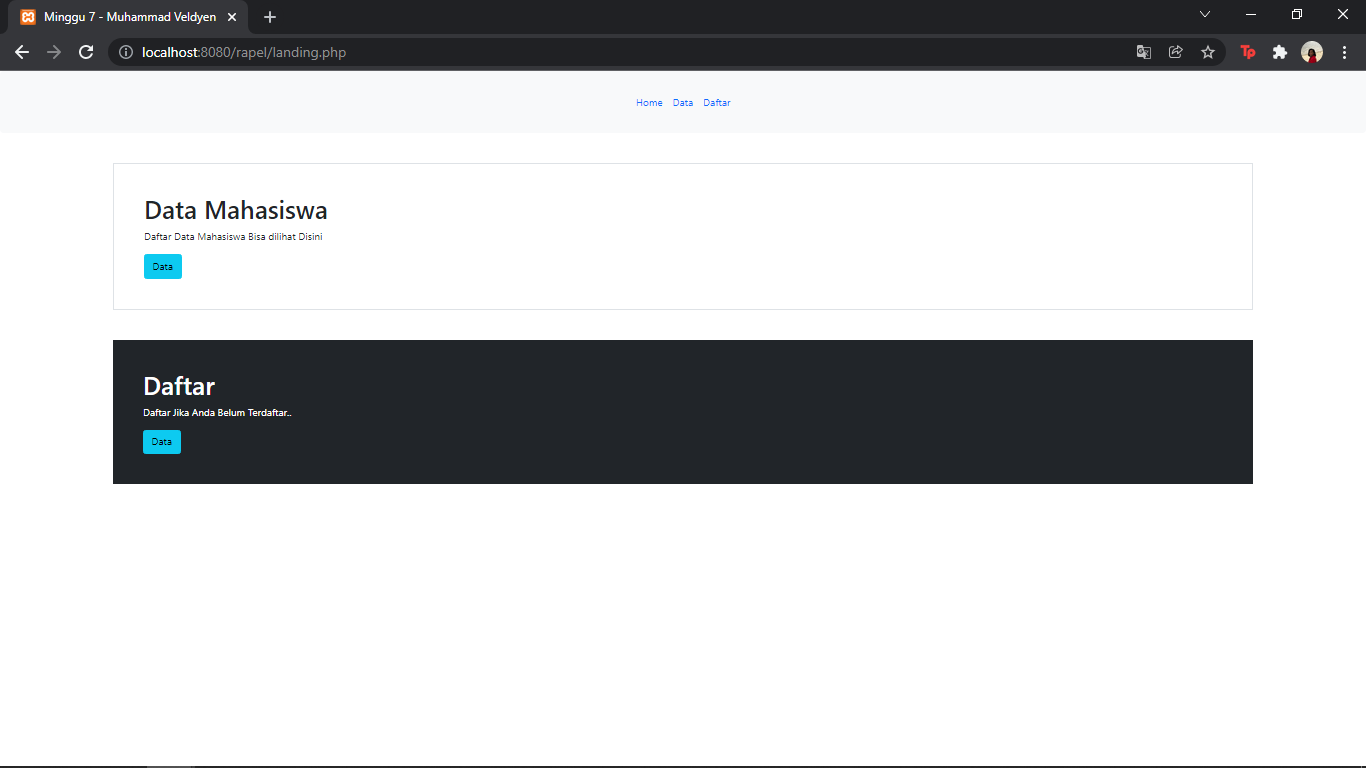 Minggu 7 - Muhammad Veldyen
localhost:8080/rapel/landing.php
Tp
Home Data Daftar
Data Mahasiswa
Daftar Data Mahasiswa Bisa dilihat Disini
Data
Daftar
Daftar Jika Anda Belum Terdaftar..
Data